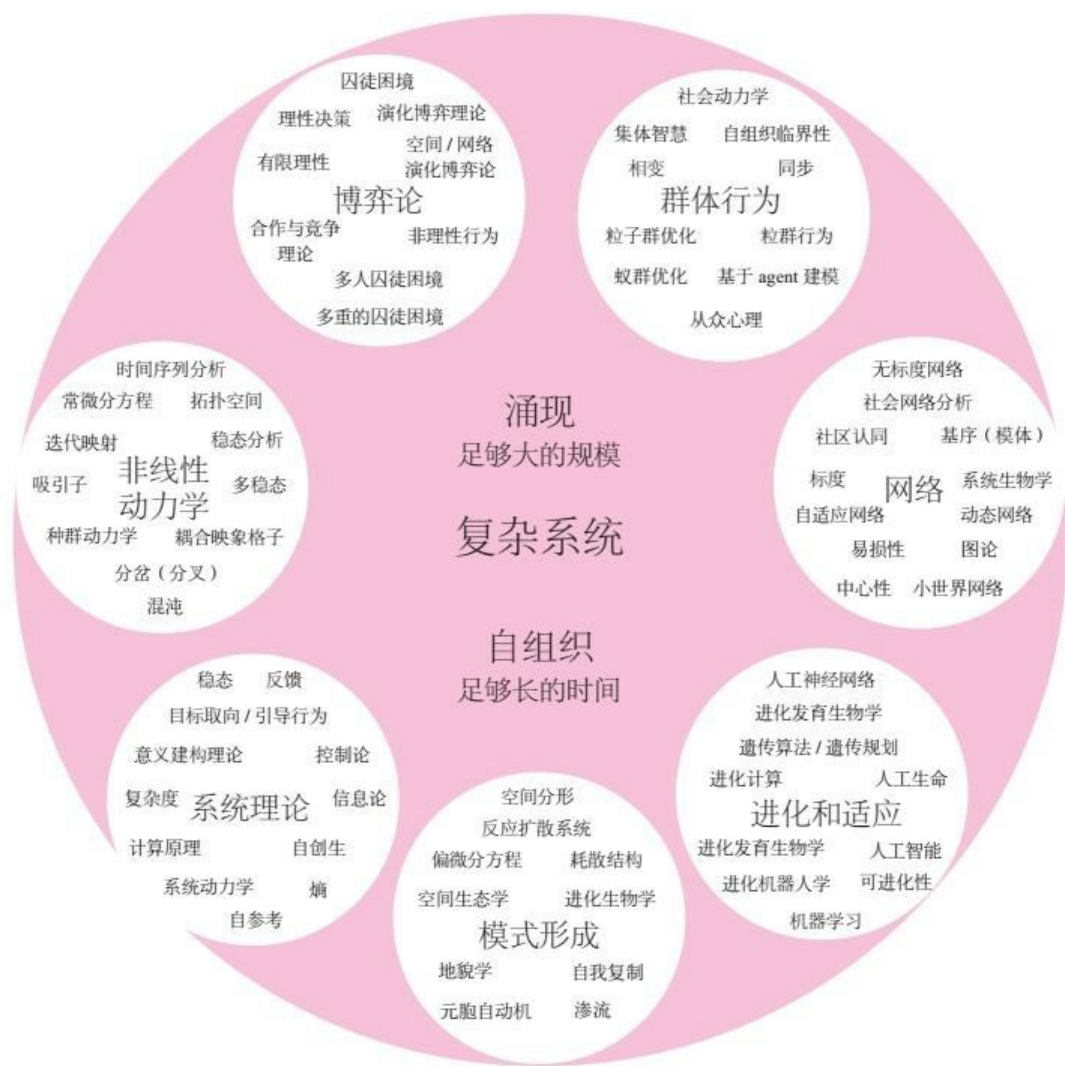 囚徒困境
理性决策 演化博弈理论
空间 / 网络
有限理性 演化博弈论
博弈论
合作与竞争
理论 非理性行为
多人囚徒困境
多重的囚徒困境
社会动力学
集体智慧 自组织临界性
相变 同步
群体行为
粒子群优化 粒群行为
蚁群优化 基于 agent 建模
从众心理
时间序列分析
常微分方程 拓扑空间
迭代映射 稳态分析
非线性
动力学
吸引子 多稳态
种群动力学 耦合映象格子
分岔（分叉）
混沌
涌现
足够大的规模
复杂系统
自组织
足够长的时间
无标度网络
社会网络分析
社区认同 基序（模体）
标度 网络 系统生物学
自适应网络 动态网络
易损性 图论
中心性 小世界网络
稳态 反馈
目标取向 / 引导行为
意义建构理论 控制论
复杂度 系统理论 信息论
计算原理 自创生
系统动力学 熵
自参考
空间分形
反应扩散系统
偏微分方程 耗散结构
空间生态学 进化生物学
模式形成
地貌学 自我复制
元胞自动机 渗流
人工神经网络
进化发育生物学
遗传算法 / 遗传规划
进化计算 人工生命
进化和适应
进化发育生物学 人工智能
进化机器人学 可进化性
机器学习